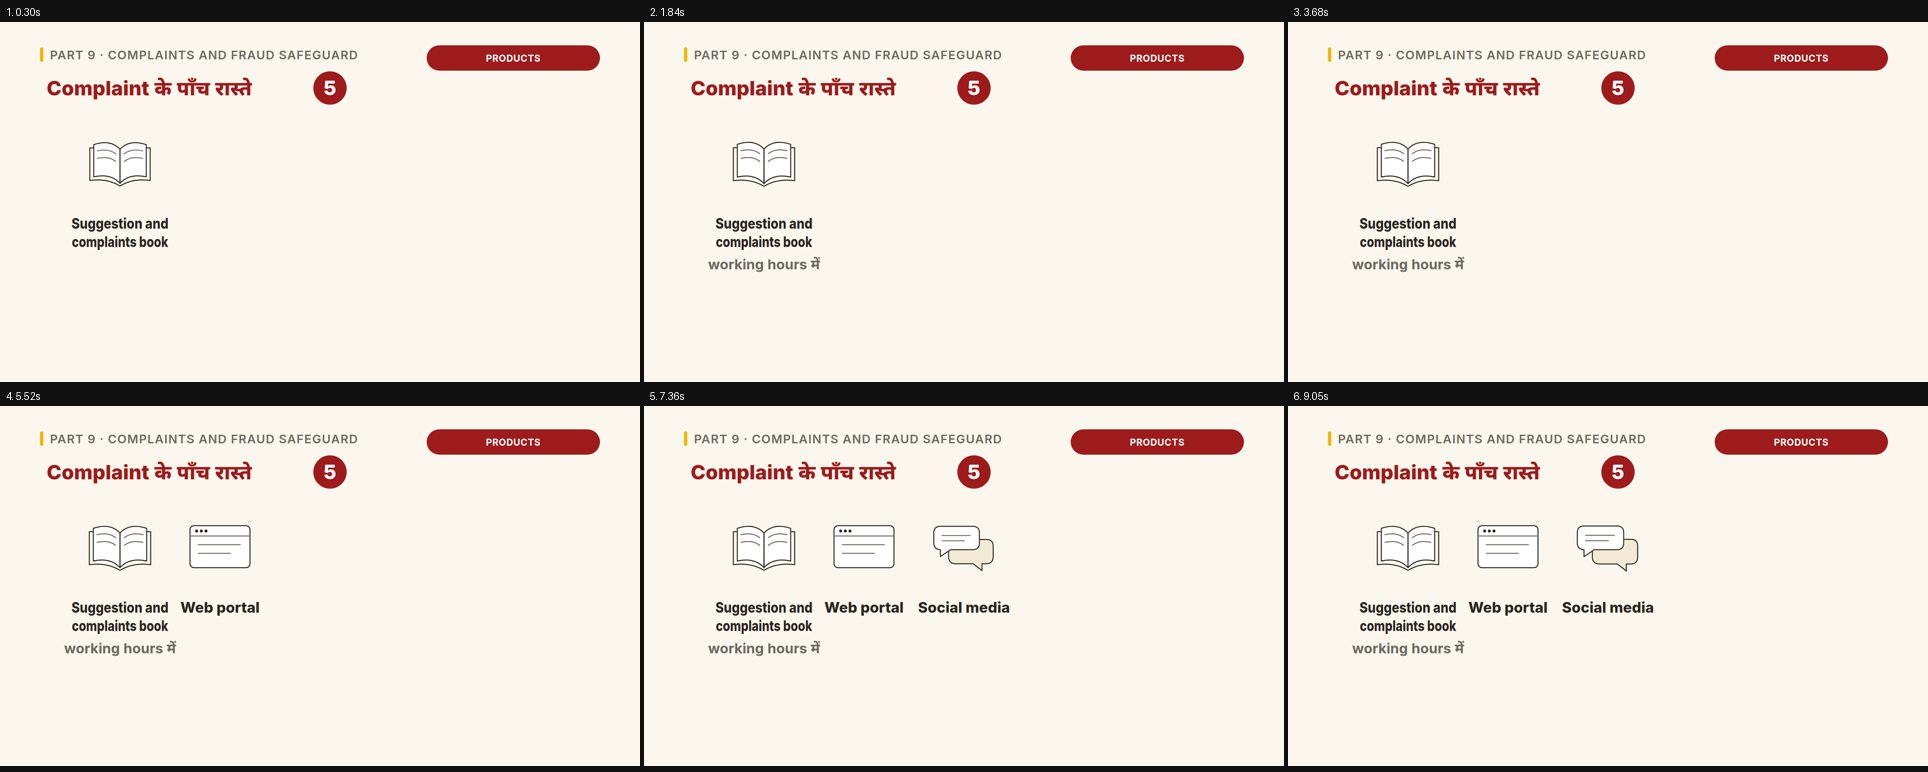 1. 0.30s
PART 9 · COMPLAINTS AND FRAUD SAFEGUARD
PRODUCTS
Complaint के पाँच रास्ते
5
Suggestion and
complaints book
2. 1.84s
PART 9 · COMPLAINTS AND FRAUD SAFEGUARD
PRODUCTS
Complaint के पाँच रास्ते
5
Suggestion and
complaints book
working hours में
3. 3.68s
PART 9 · COMPLAINTS AND FRAUD SAFEGUARD
PRODUCTS
Complaint के पाँच रास्ते
5
Suggestion and
complaints book
working hours में
4. 5.52s
PART 9 · COMPLAINTS AND FRAUD SAFEGUARD
PRODUCTS
Complaint के पाँच रास्ते
5
Suggestion and
complaints book
working hours में
Web portal
5. 7.36s
PART 9 · COMPLAINTS AND FRAUD SAFEGUARD
PRODUCTS
Complaint के पाँच रास्ते
5
Suggestion and
complaints book
working hours में
Web portal
Social media
6. 9.05s
PART 9 · COMPLAINTS AND FRAUD SAFEGUARD
PRODUCTS
Complaint के पाँच रास्ते
5
Suggestion and
complaints book
working hours में
Web portal
Social media